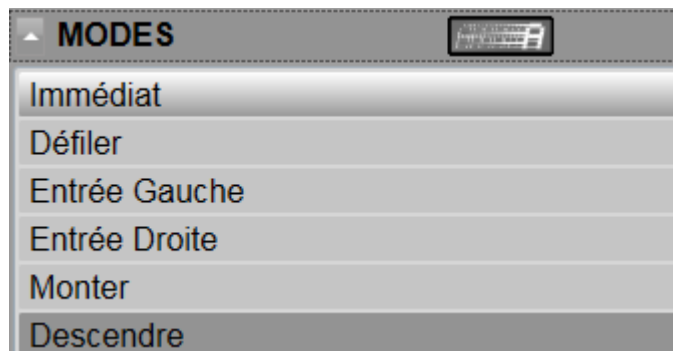 MODES
Immédiat
Défiler
Entrée Gauche
Entrée Droite
Monter
Descendre